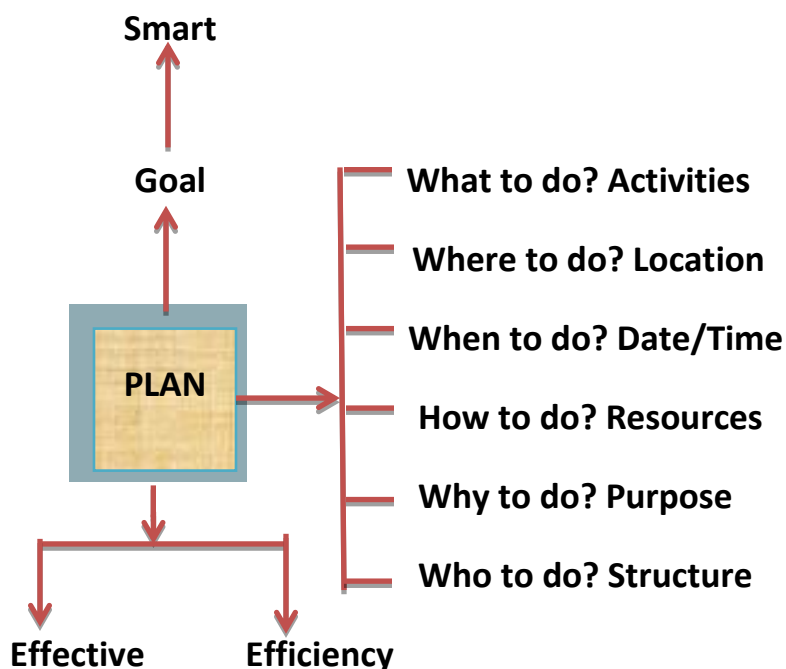 Smart
Goal
What to do? Activities
Where to do? Location
When to do? Date/Time
PLAN
How to do? Resources
Why to do? Purpose
Who to do? Structure
Effective
Efficiency